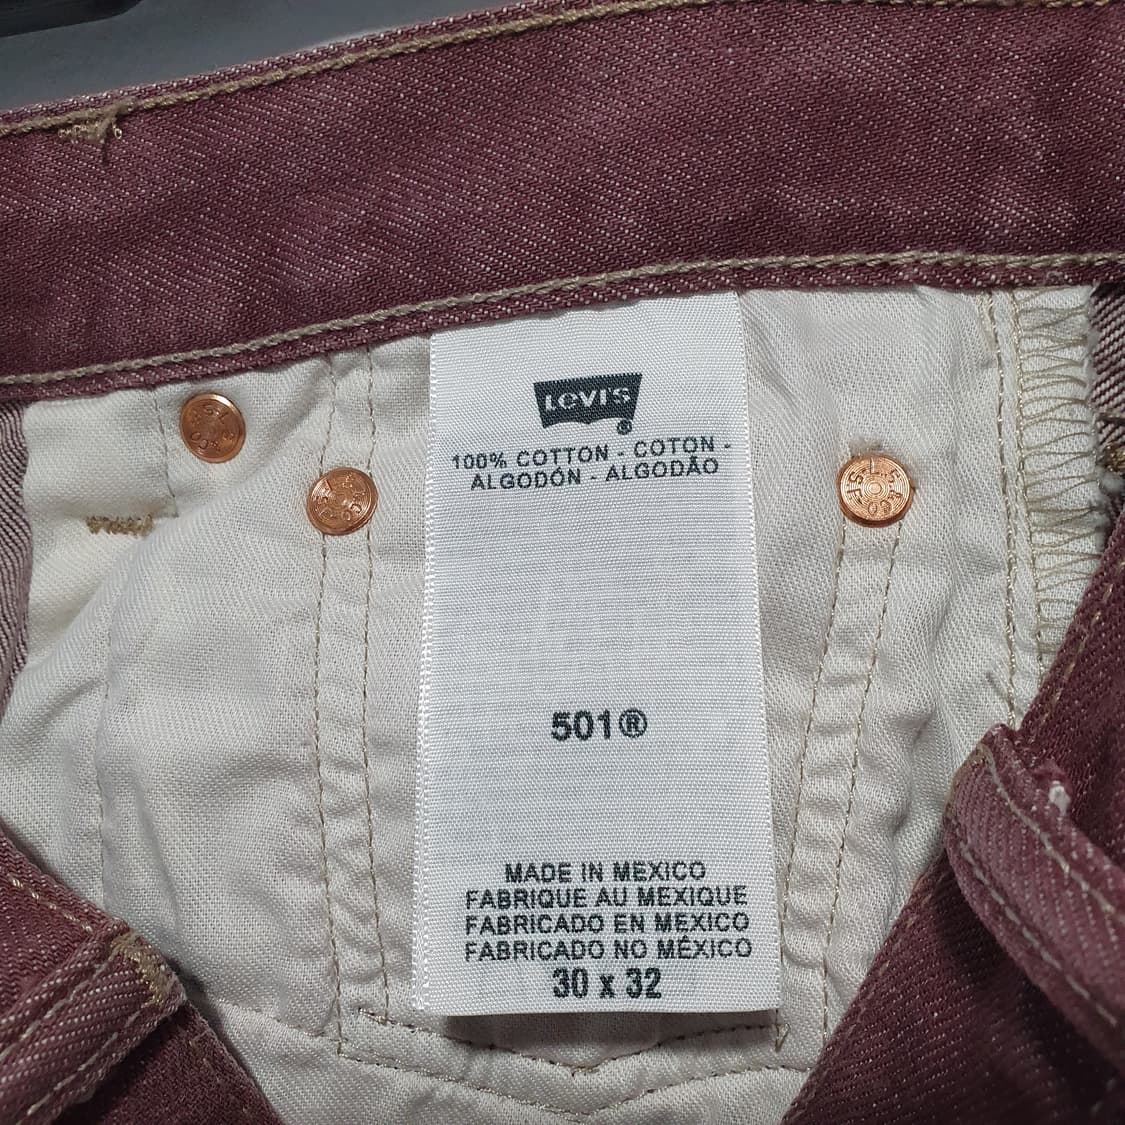 LEVI'S
®
100% COTTON - COTON -
ALGODÓN - ALGODÃO
501®
MADE IN MEXICO
FABRIQUE AU MEXIQUE
FABRICADO EN MEXICO
FABRICADO NO MÉXICO
30 x 32